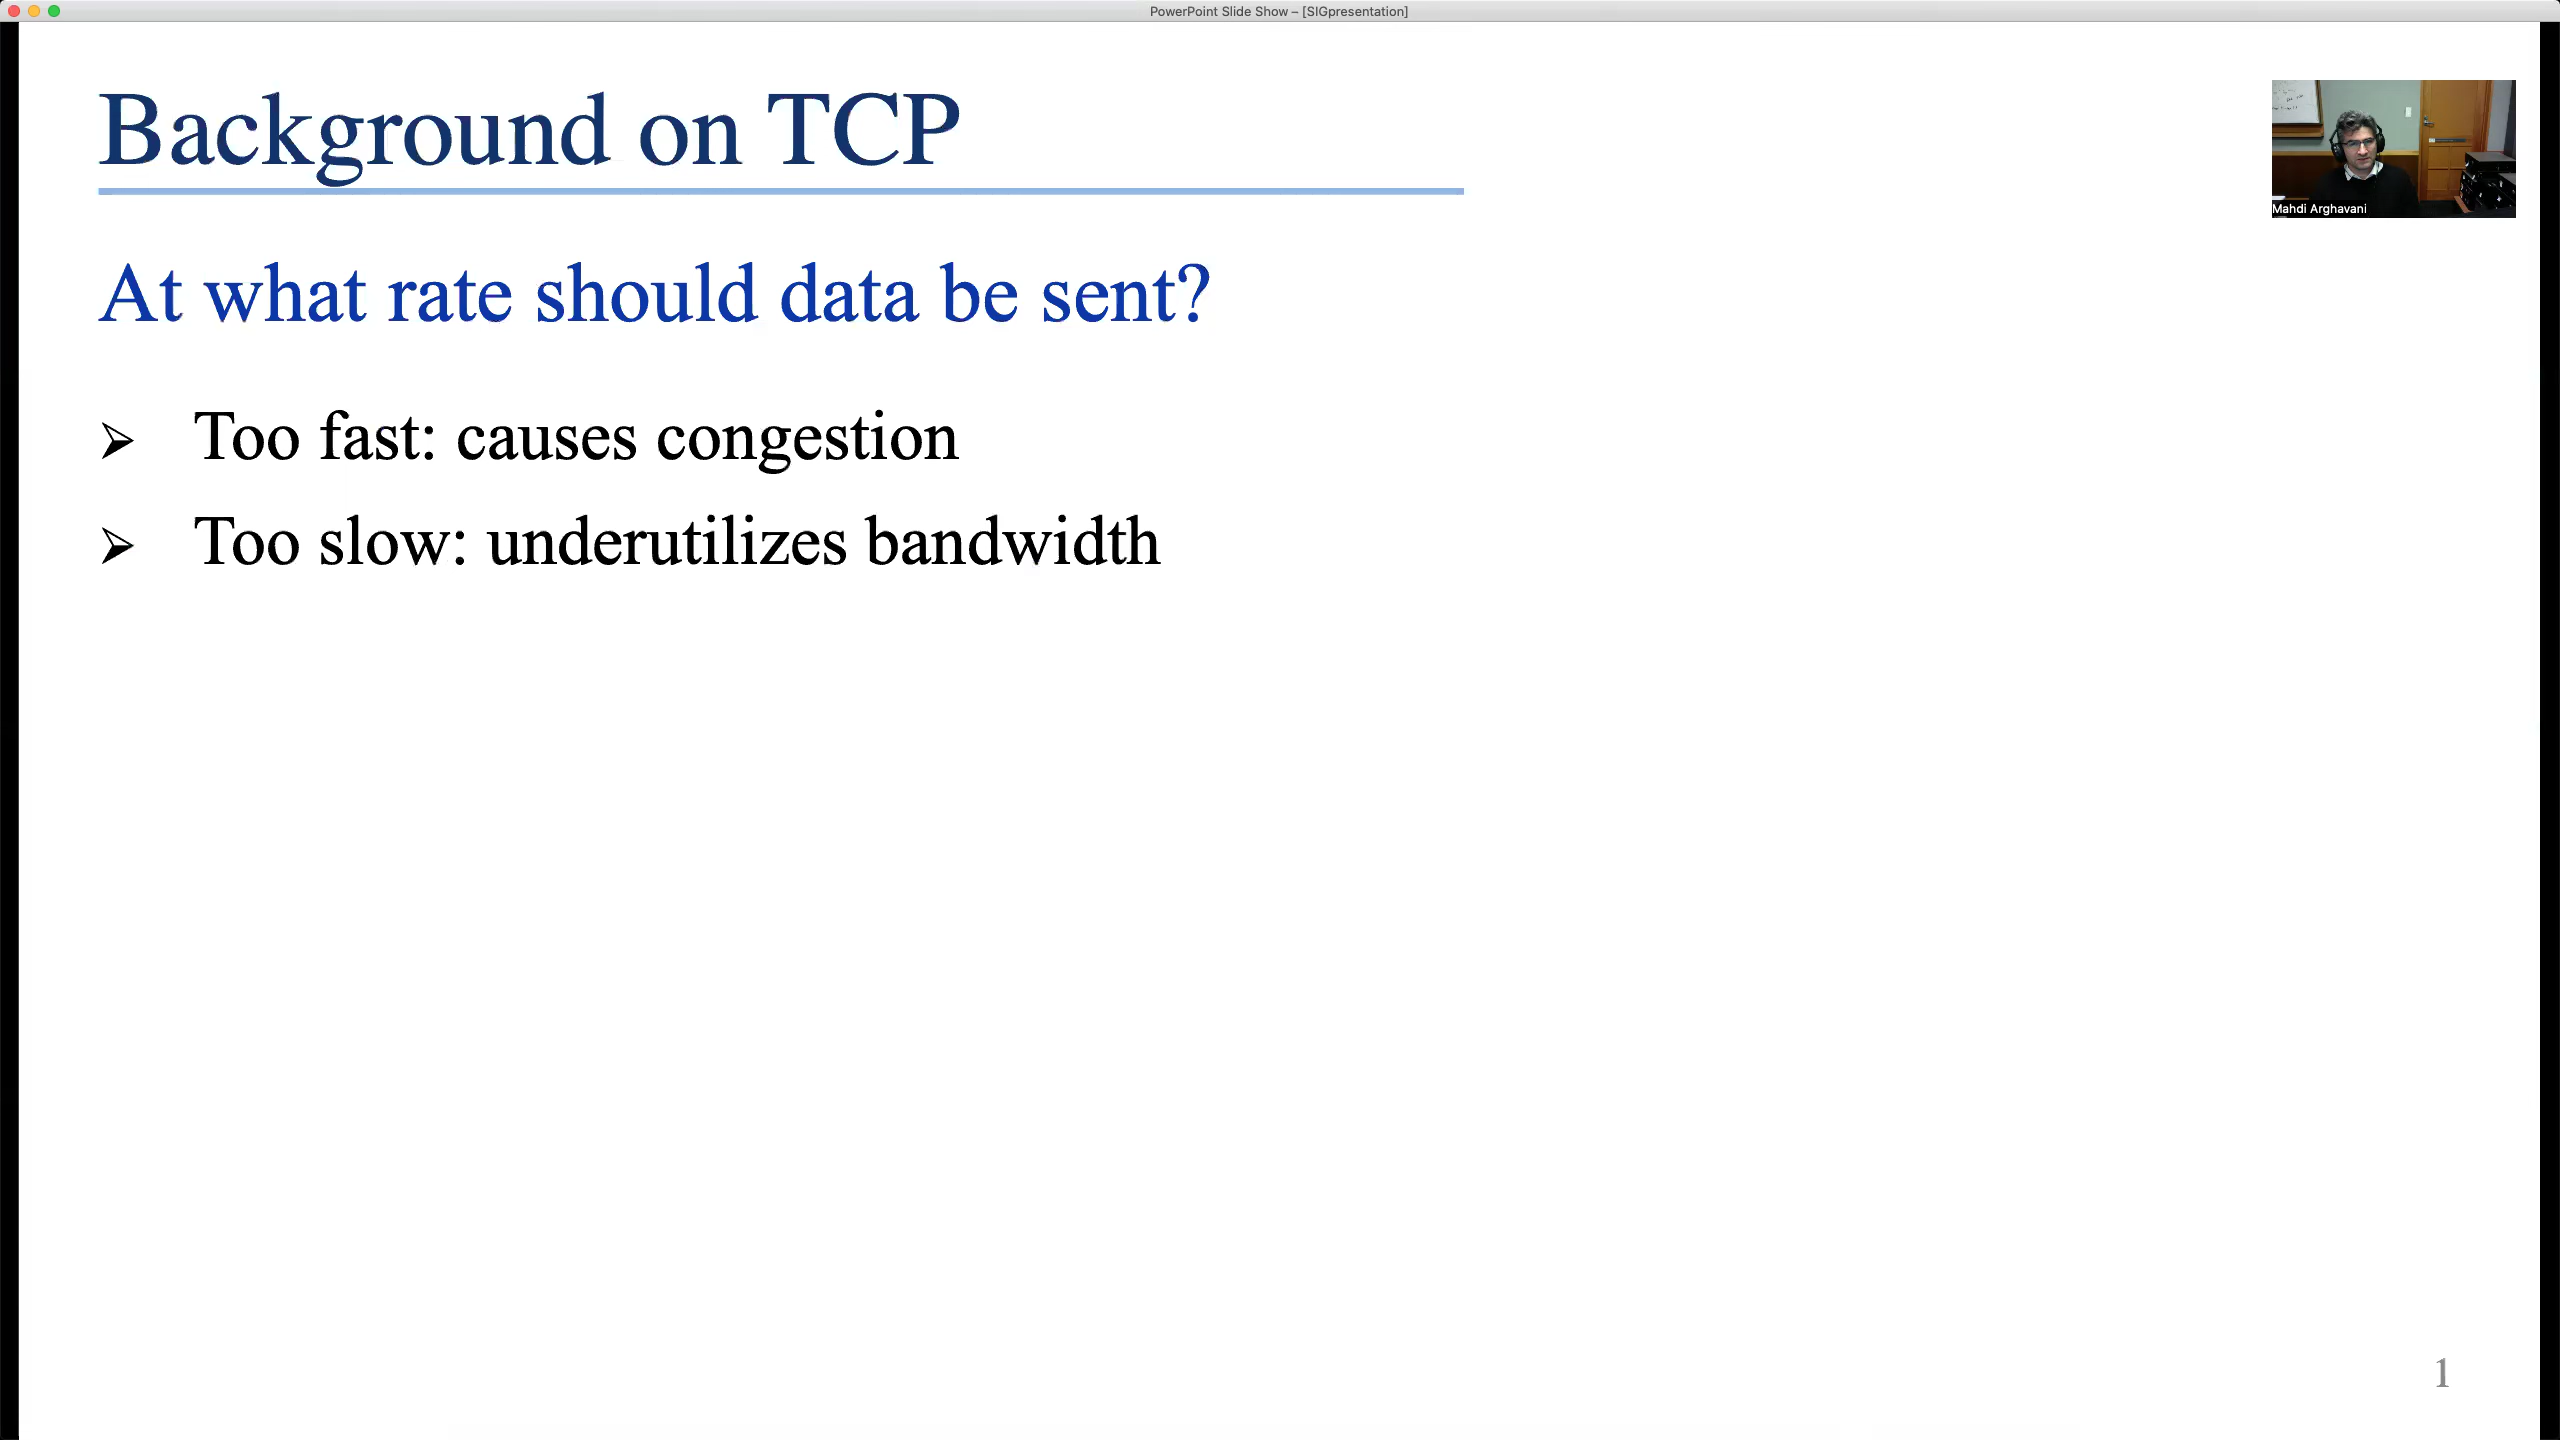 PowerPoint Slide Show – [SIGpresentation]
Background on TCP
Mahdi Arghavani
At what rate should data be sent?
➢ Too fast: causes congestion
➢ Too slow: underutilizes bandwidth
1